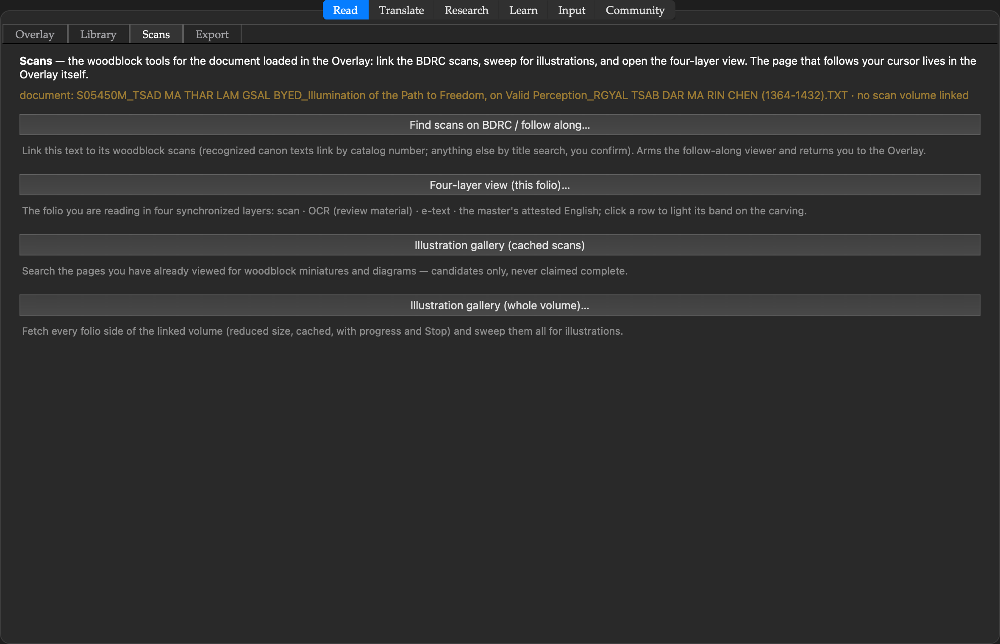 Read Translate Research Learn Input Community
Overlay Library Scans Export
Scans — the woodblock tools for the document loaded in the Overlay: link the BDRC scans, sweep for illustrations, and open the four-layer view. The page that follows your cursor lives in the
Overlay itself.
document: S05450M_TSAD MA THAR LAM GSAL BYED_Illumination of the Path to Freedom, on Valid Perception_RGYAL TSAB DAR MA RIN CHEN (1364-1432).TXT · no scan volume linked
Find scans on BDRC / follow along...
Link this text to its woodblock scans (recognized canon texts link by catalog number; anything else by title search, you confirm). Arms the follow-along viewer and returns you to the Overlay.
Four-layer view (this folio)...
The folio you are reading in four synchronized layers: scan · OCR (review material) · e-text · the master's attested English; click a row to light its band on the carving.
Illustration gallery (cached scans)
Search the pages you have already viewed for woodblock miniatures and diagrams — candidates only, never claimed complete.
Illustration gallery (whole volume)...
Fetch every folio side of the linked volume (reduced size, cached, with progress and Stop) and sweep them all for illustrations.